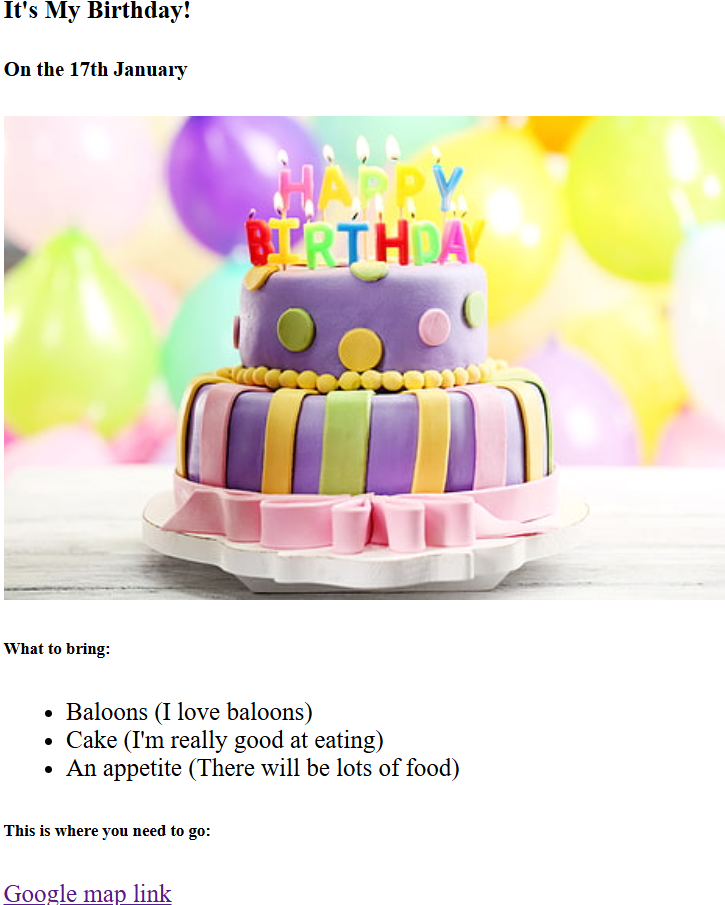 It's My Birthday!
On the 17th January
HAPPY
BIRTHDAY
What to bring:
Baloons (I love baloons)
Cake (I'm really good at eating)
An appetite (There will be lots of food)
This is where you need to go:
Google map link